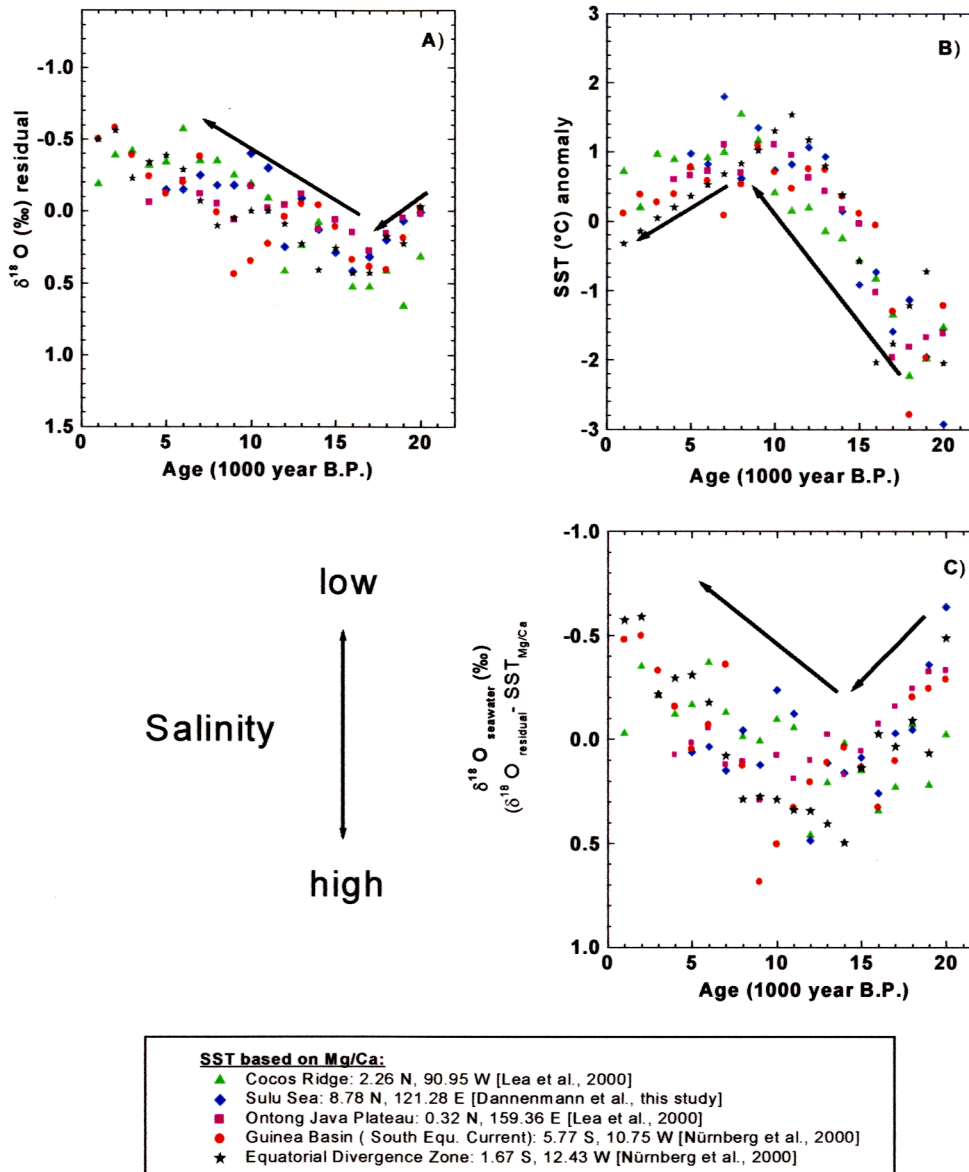 A)
-1.0
-0.5
0.0
0.5
1.0
1.5
0 5 10 15 20
δ¹⁸O (‰) residual
Age (1000 year B.P.)
B)
3
2
1
0
-1
-2
-3
0 5 10 15 20
SST (°C) anomaly
Age (1000 year B.P.)
low
Salinity
high
C)
-1.0
-0.5
0.0
0.5
1.0
0 5 10 15 20
δ¹⁸O seawater (‰)
(δ¹⁸O residual- SST Mg/Ca
Age (1000 year B.P.)
SST based on Mg/Ca:
Cocos Ridge: 2.26 N, 90.95 W [Lea et al., 2000]
Sulu Sea: 8.78 N, 121.28 E [Dannenmann et al., this study]
Ontong Java Plateau: 0.32 N, 159.36 E [Lea et al., 2000]
Guinea Basin ( South Equ. Current): 5.77 S, 10.75 W [Nürnberg et al., 2000]
Equatorial Divergence Zone: 1.67 S, 12.43 W [Nürnberg et al., 2000]